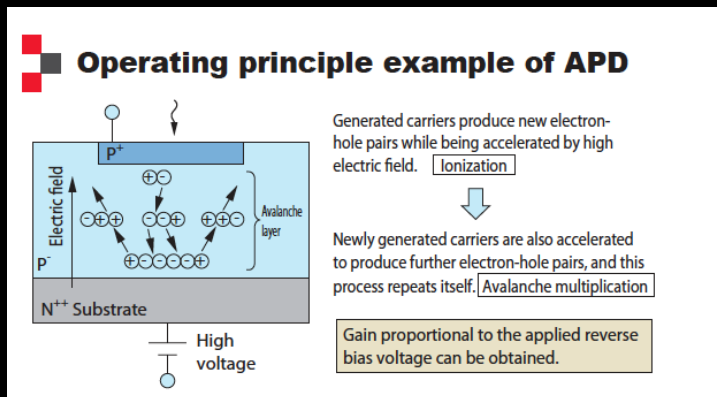 Operating principle example of APD
P+
Electric field
Avalanche
layer
P-
N++ Substrate
High
voltage
Generated carriers produce new electron-
hole pairs while being accelerated by high
electric field. Ionization
Newly generated carriers are also accelerated
to produce further electron-hole pairs, and this
process repeats itself. Avalanche multiplication
Gain proportional to the applied reverse
bias voltage can be obtained.